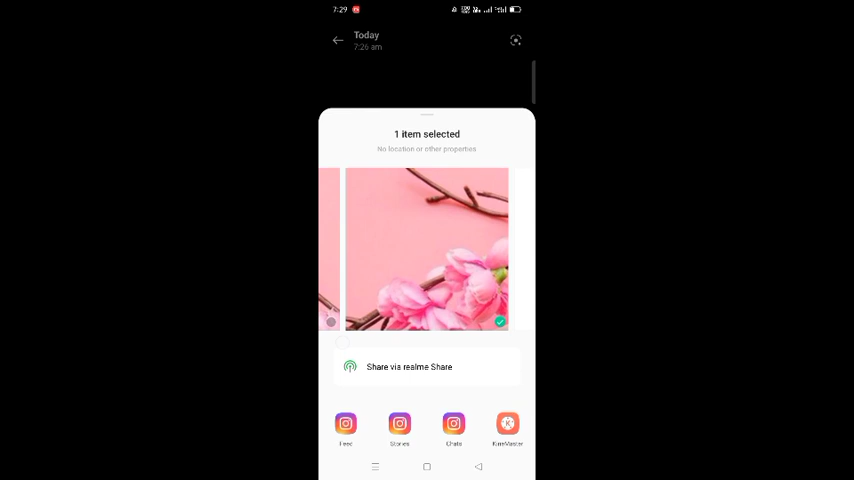 7:29
Today
7:26 am
1 item selected
No location or other properties
Share via realme Share
Feed
Stories
Chats
KineMaster